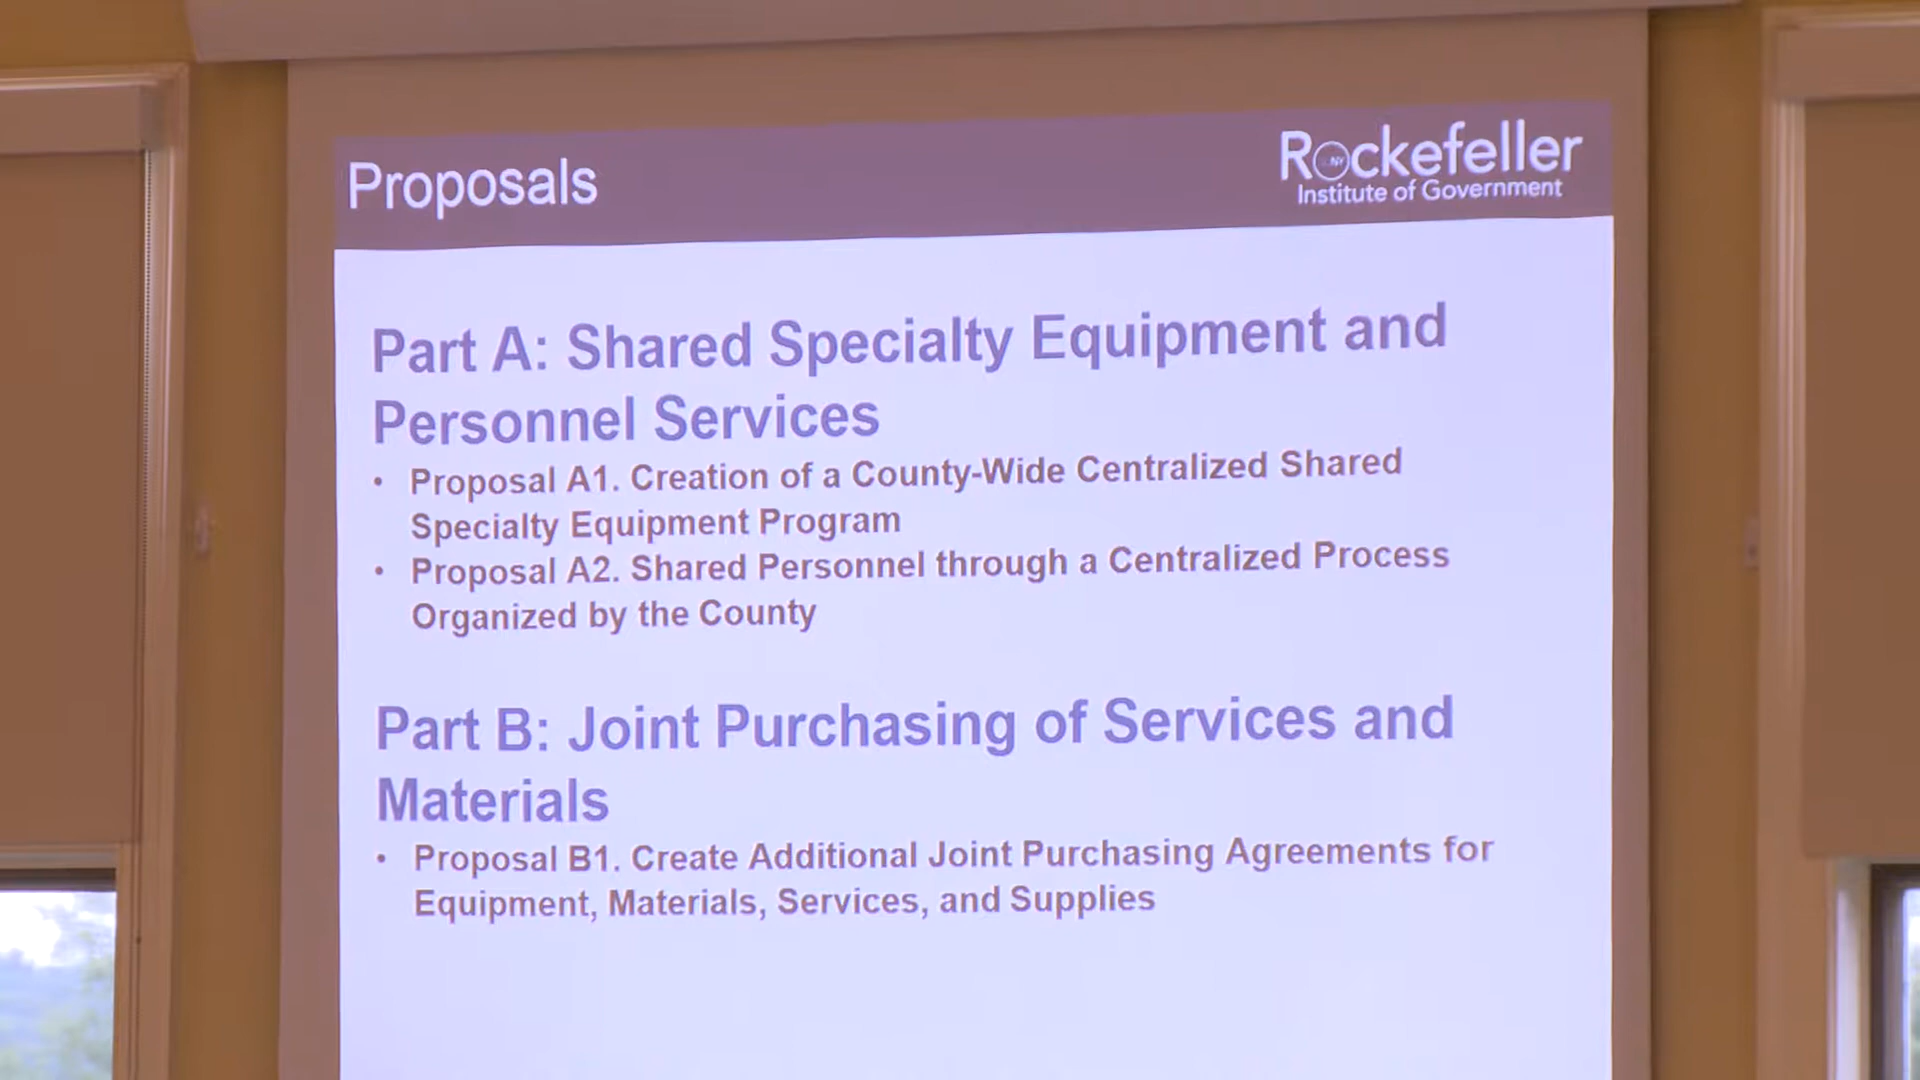 Proposals
Rockefeller
NY
Institute of Government
Part A: Shared Specialty Equipment and
Personnel Services
• Proposal A1. Creation of a County-Wide Centralized Shared
Specialty Equipment Program
• Proposal A2. Shared Personnel through a Centralized Process
Organized by the County
Part B: Joint Purchasing of Services and
Materials
• Proposal B1. Create Additional Joint Purchasing Agreements for
Equipment, Materials, Services, and Supplies